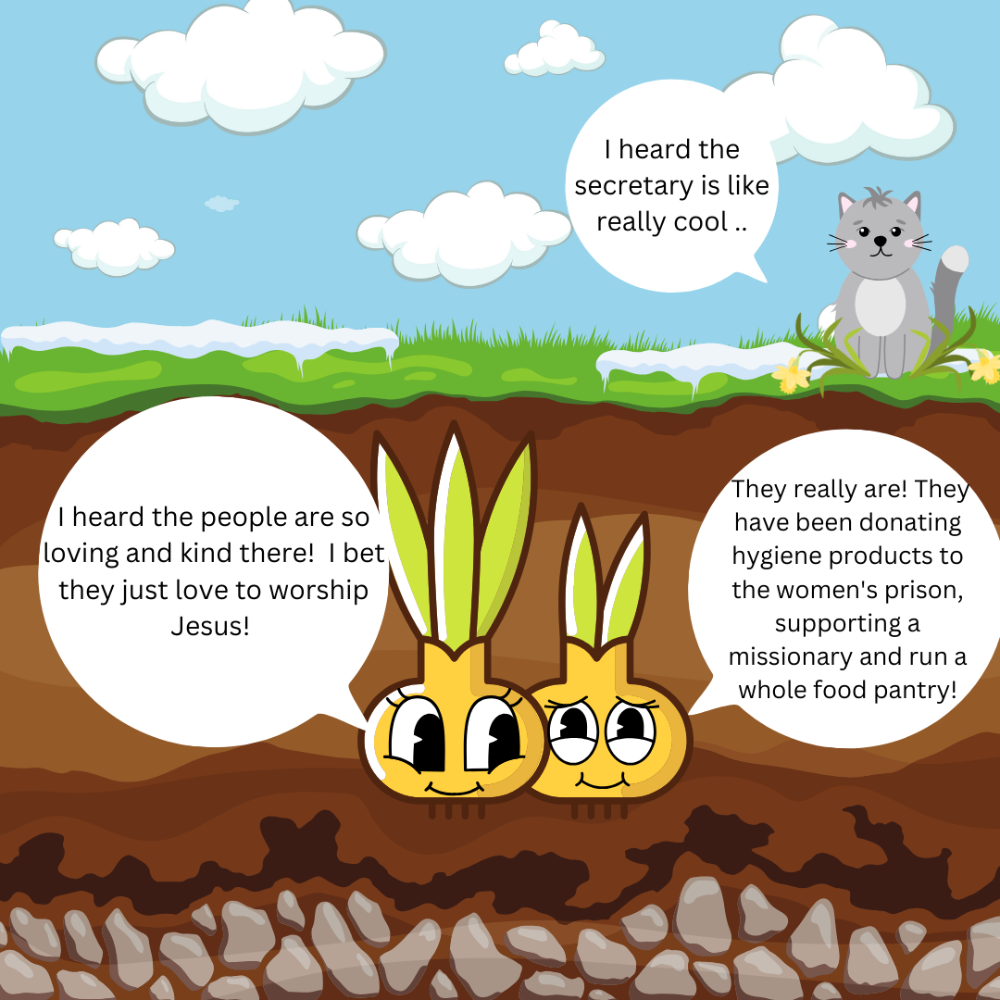 I heard the
secretary is like
really cool ..
I heard the people are so
loving and kind there!  I bet
they just love to worship
Jesus!
They really are! They
have been donating
hygiene products to
the women's prison,
supporting a
missionary and run a
whole food pantry!